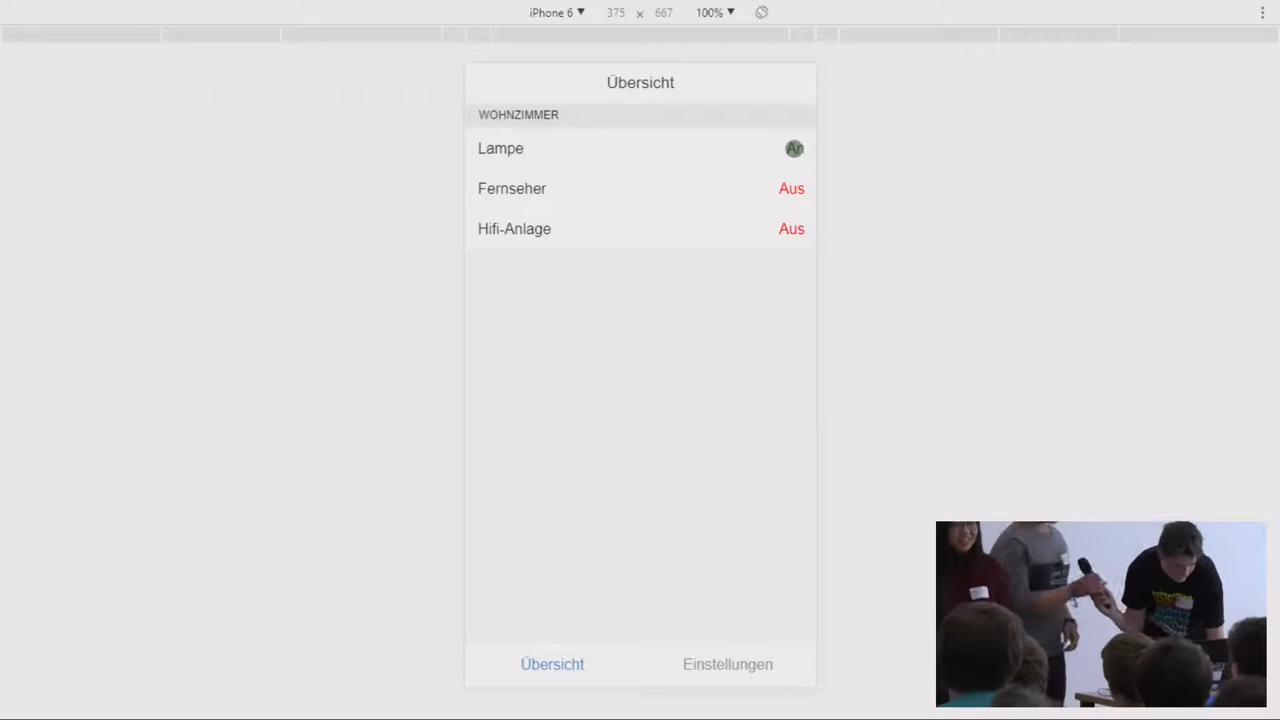 iPhone 6 375 x 667 100%
Übersicht
WOHNZIMMER
Lampe An
Fernseher Aus
Hifi-Anlage Aus
Übersicht Einstellungen